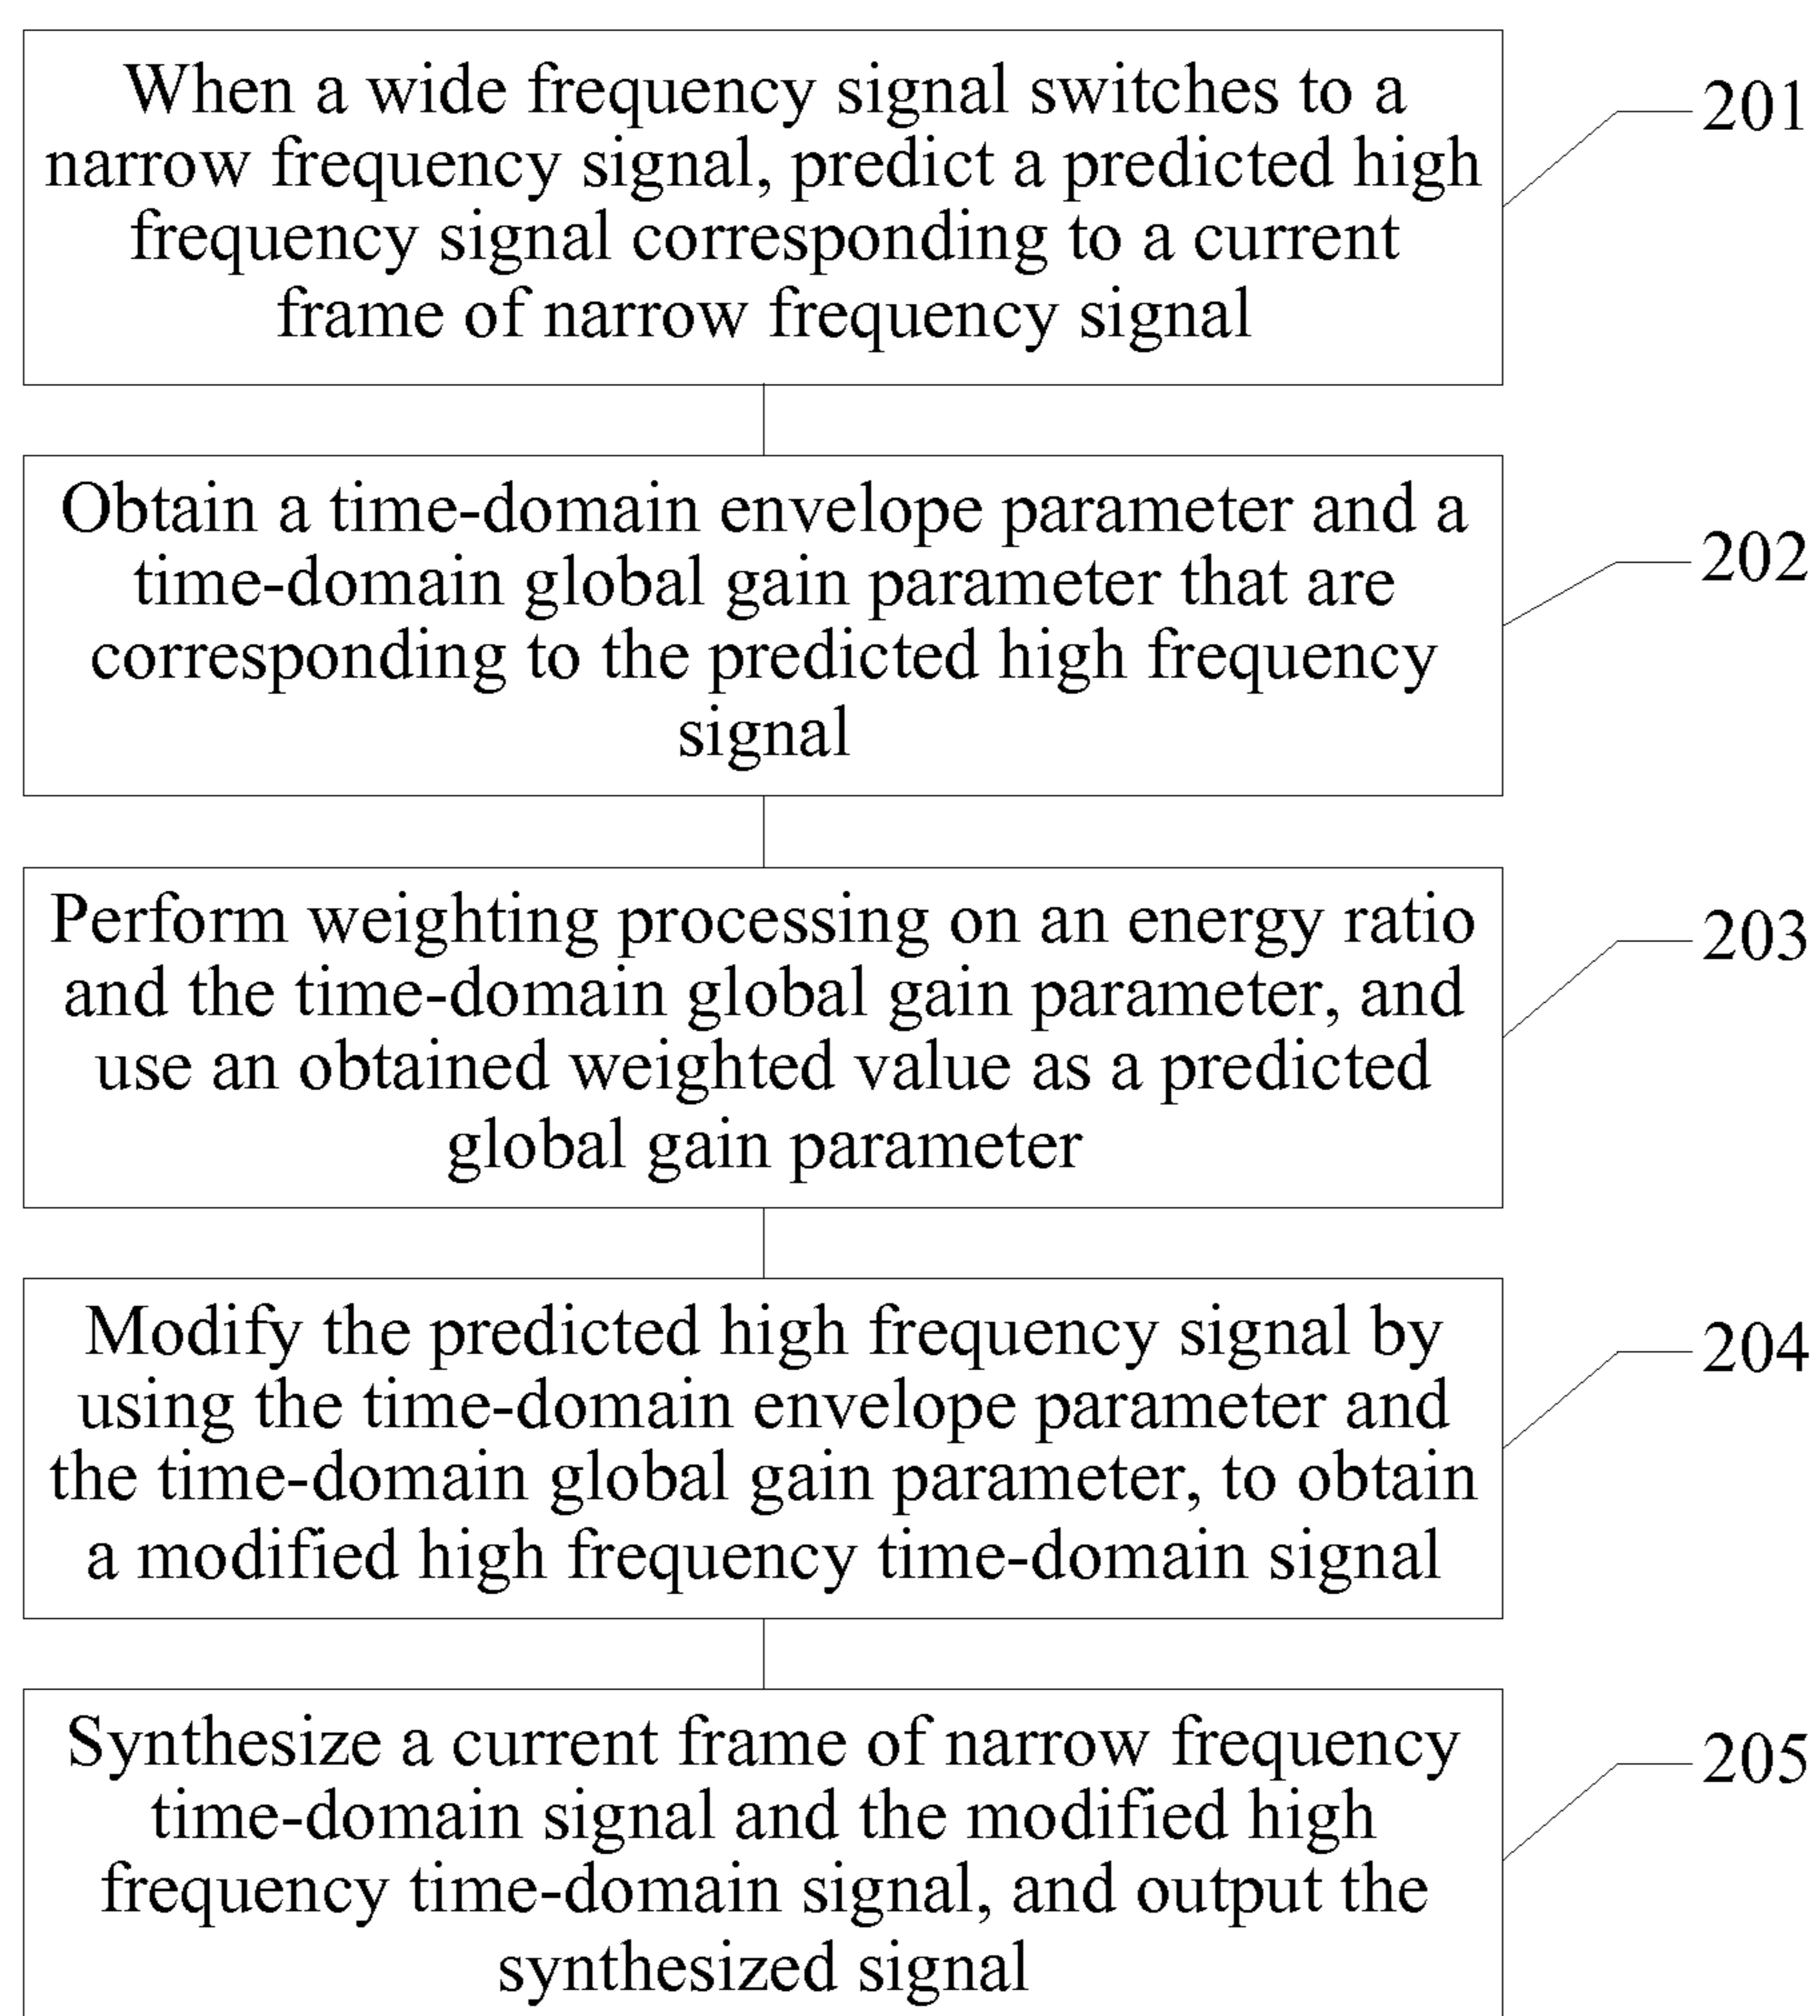 When a wide frequency signal switches to a
narrow frequency signal, predict a predicted high
frequency signal corresponding to a current
frame of narrow frequency signal
201
Obtain a time-domain envelope parameter and a
time-domain global gain parameter that are
corresponding to the predicted high frequency
signal
202
Perform weighting processing on an energy ratio
and the time-domain global gain parameter, and
use an obtained weighted value as a predicted
global gain parameter
203
Modify the predicted high frequency signal by
using the time-domain envelope parameter and
the time-domain global gain parameter, to obtain
a modified high frequency time-domain signal
204
Synthesize a current frame of narrow frequency
time-domain signal and the modified high
frequency time-domain signal, and output the
synthesized signal
205